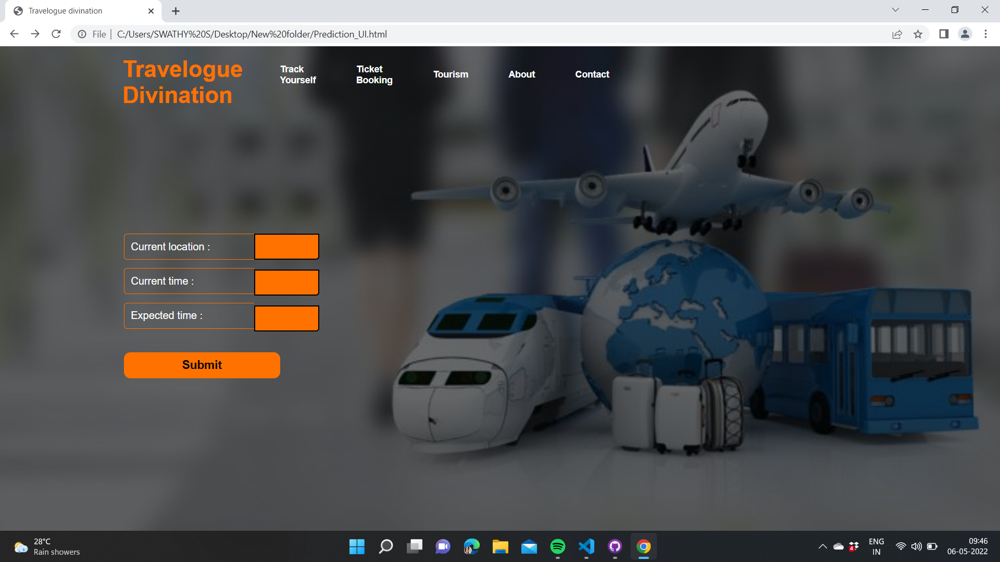 Travelogue divination
File
C:/Users/SWATHY%20S/Desktop/New%20folder/Prediction_UI.html
Travelogue
Divination
Track
Yourself
Ticket
Booking
Tourism
About
Contact
Current location :
Current time :
Expected time :
Submit
28°C
Rain showers
4
ENG
IN
09:46
06-05-2022